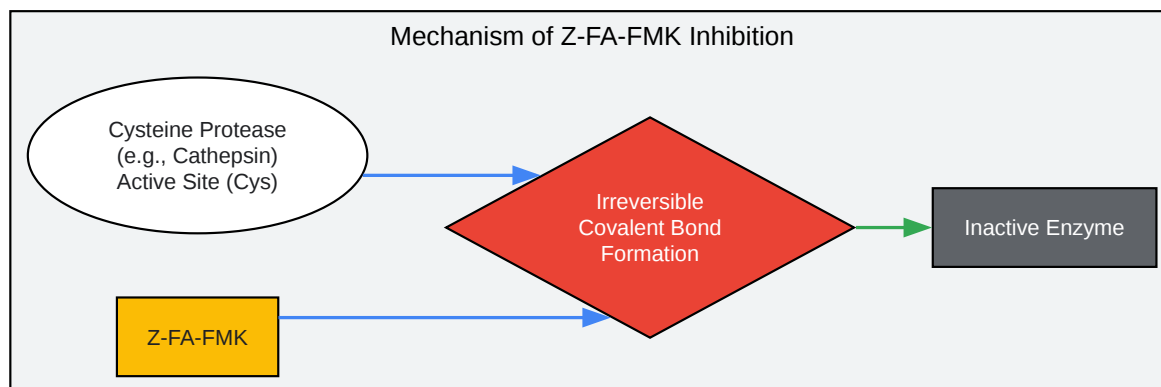 Mechanism of Z-FA-FMK Inhibition
Cysteine Protease
(e.g., Cathepsin)
Active Site (Cys)
Irreversible
Covalent Bond
Formation
Inactive Enzyme
Z-FA-FMK